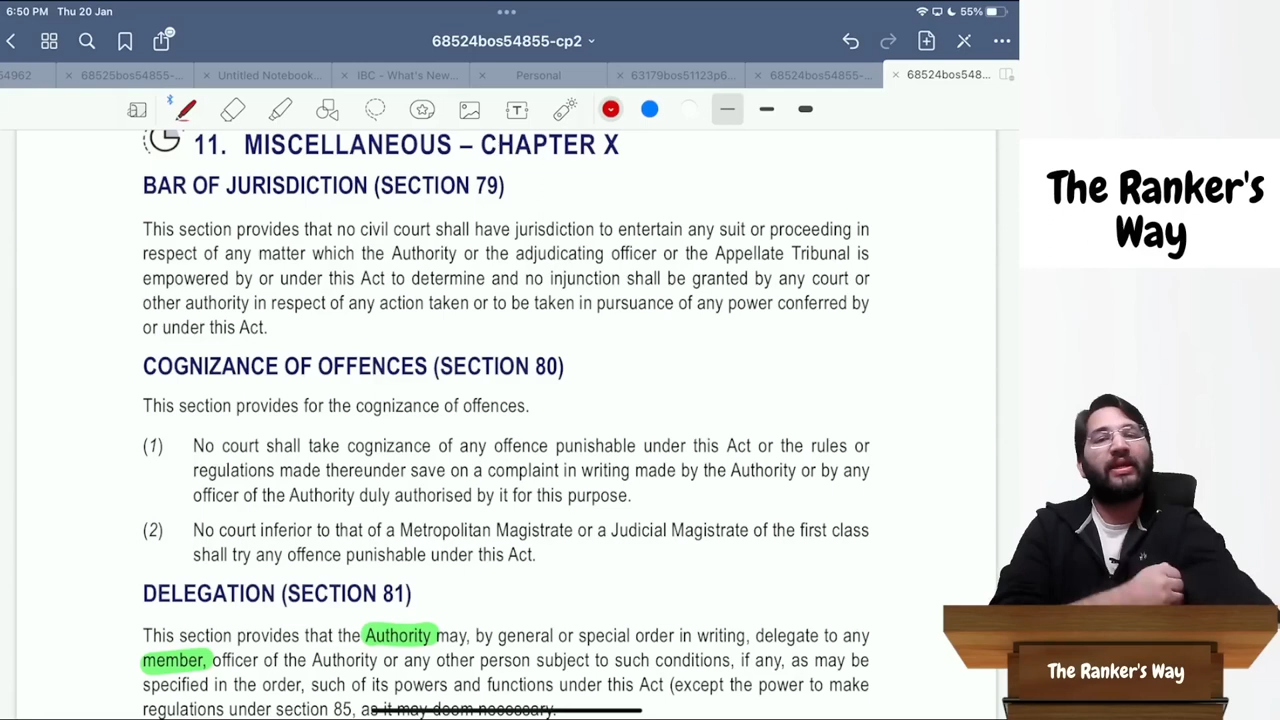 6:50 PM Thu 20 Jan
55%
68524bos54855-cp2
54962
68525bos54855-...
Untitled Notebook...
IBC - What's New...
Personal
63179bos51123p6...
68524bos54855-...
68524bos548...
11. MISCELLANEOUS – CHAPTER X
BAR OF JURISDICTION (SECTION 79)
This section provides that no civil court shall have jurisdiction to entertain any suit or proceeding in
respect of any matter which the Authority or the adjudicating officer or the Appellate Tribunal is
empowered by or under this Act to determine and no injunction shall be granted by any court or
other authority in respect of any action taken or to be taken in pursuance of any power conferred by
or under this Act.
COGNIZANCE OF OFFENCES (SECTION 80)
This section provides for the cognizance of offences.
(1) No court shall take cognizance of any offence punishable under this Act or the rules or
regulations made thereunder save on a complaint in writing made by the Authority or by any
officer of the Authority duly authorised by it for this purpose.
(2) No court inferior to that of a Metropolitan Magistrate or a Judicial Magistrate of the first class
shall try any offence punishable under this Act.
DELEGATION (SECTION 81)
This section provides that the Authority may, by general or special order in writing, delegate to any
member, officer of the Authority or any other person subject to such conditions, if any, as may be
specified in the order, such of its powers and functions under this Act (except the power to make
regulations under section 85, as it may deem necessary.
The Ranker's
Way
The Ranker's Way